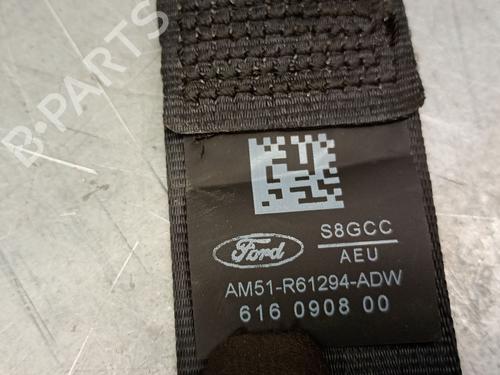 B-PARTS
S8GCC
Ford
AEU
AM51-R61294-ADW
616 0908 00